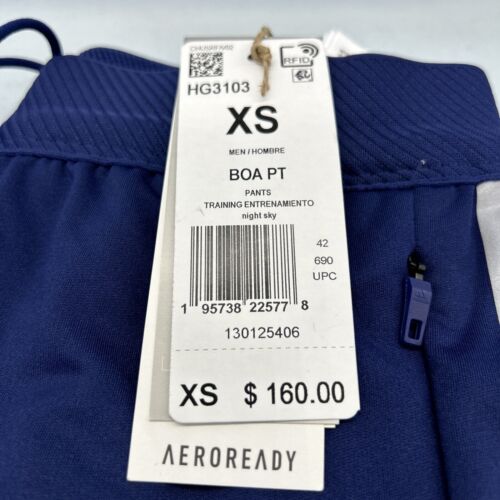 RFID
HG3103
XS
MEN / HOMBRE
BOA PT
PANTS
TRAINING ENTRENAMIENTO
night sky
42
690
UPC
1 95738 22577 8
130125406
XS $ 160.00
AEROREADY